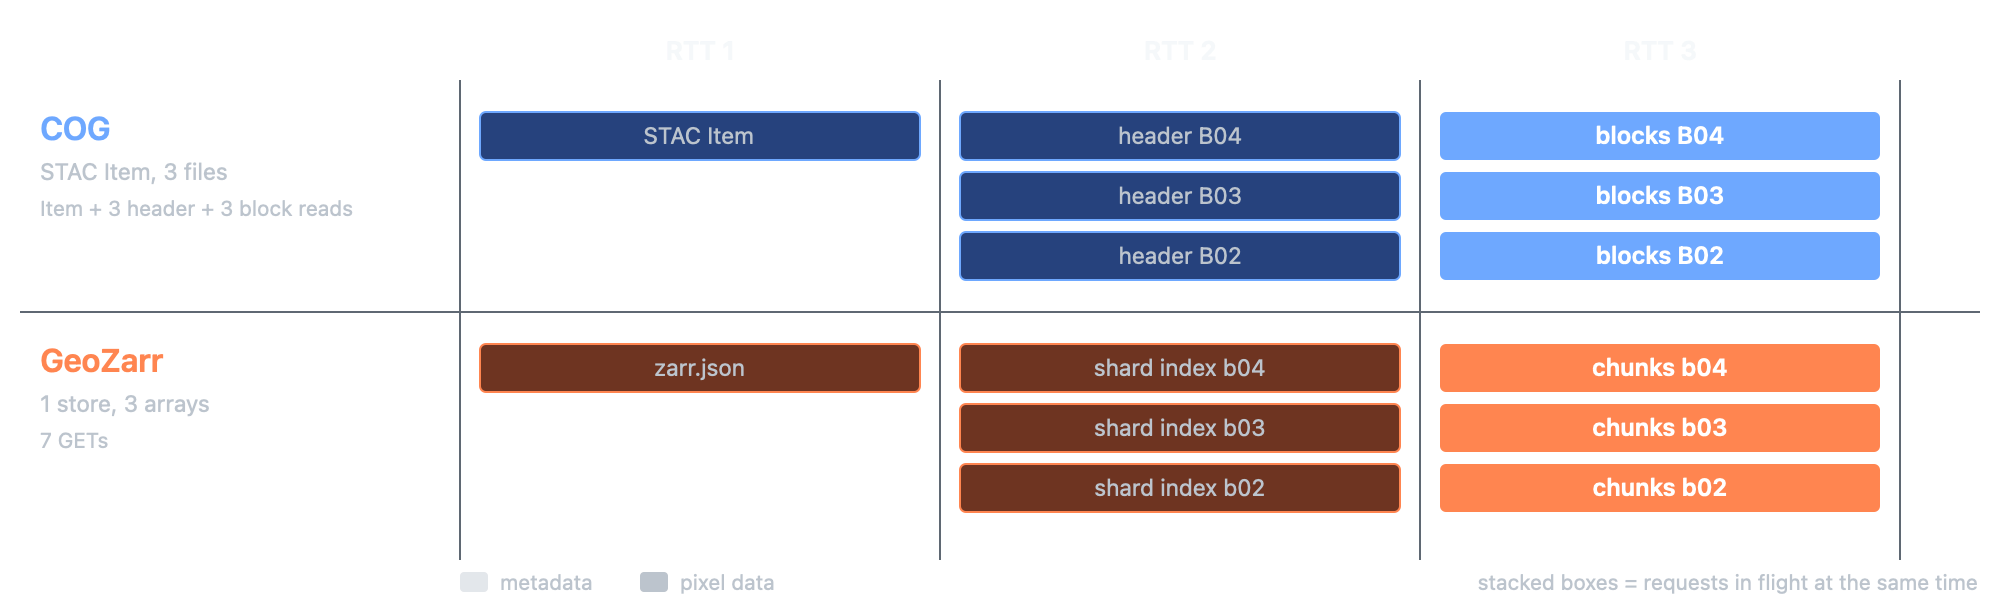 RTT 1
RTT 2
RTT 3
COG
STAC Item, 3 files
Item + 3 header + 3 block reads
STAC Item
header B04
header B03
header B02
blocks B04
blocks B03
blocks B02
GeoZarr
1 store, 3 arrays
7 GETs
zarr.json
shard index b04
shard index b03
shard index b02
chunks b04
chunks b03
chunks b02
metadata
pixel data
stacked boxes = requests in flight at the same time